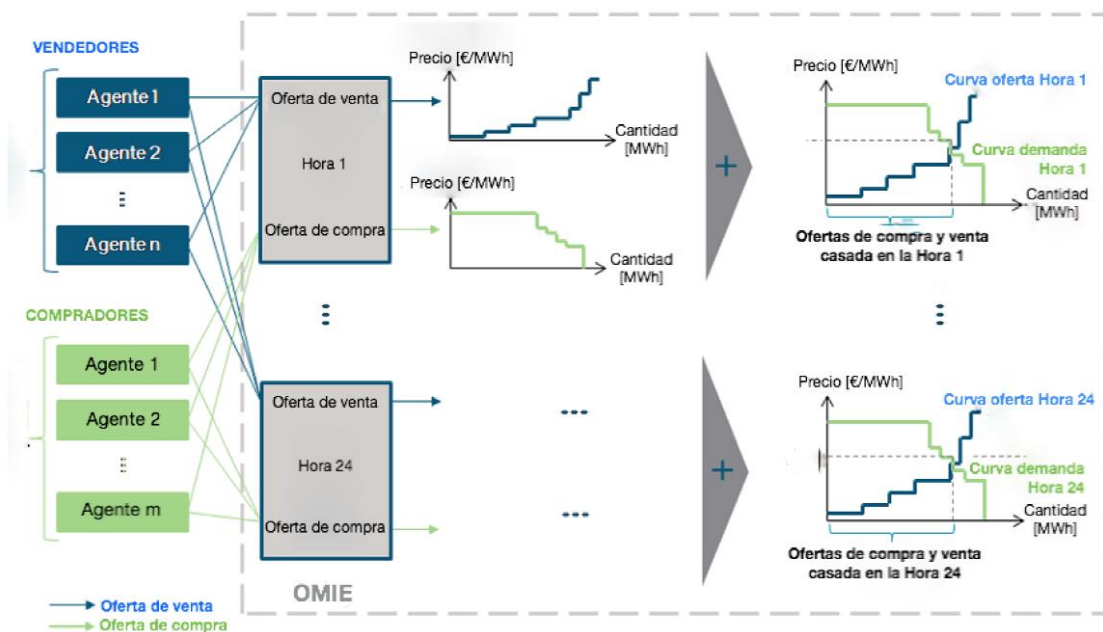 VENDEDORES
Agente 1
Agente 2
...
Agente n
COMPRADORES
Agente 1
Agente 2
...
Agente m
Oferta de venta
Hora 1
Oferta de compra
...
Oferta de venta
Hora 24
Oferta de compra
OMIE
Precio [€/MWh]
Cantidad
[MWh]
Precio [€/MWh]
Cantidad
[MWh]
...
...
+
+
Precio [€/MWh]
Curva oferta Hora 1
Curva demanda
Hora 1
Cantidad
[MWh]
Ofertas de compra y venta
casada en la Hora 1
...
Precio [€/MWh]
Curva oferta Hora 24
Curva demanda
Hora 24
Cantidad
[MWh]
Ofertas de compra y venta
casada en la Hora 24
Oferta de venta
Oferta de compra